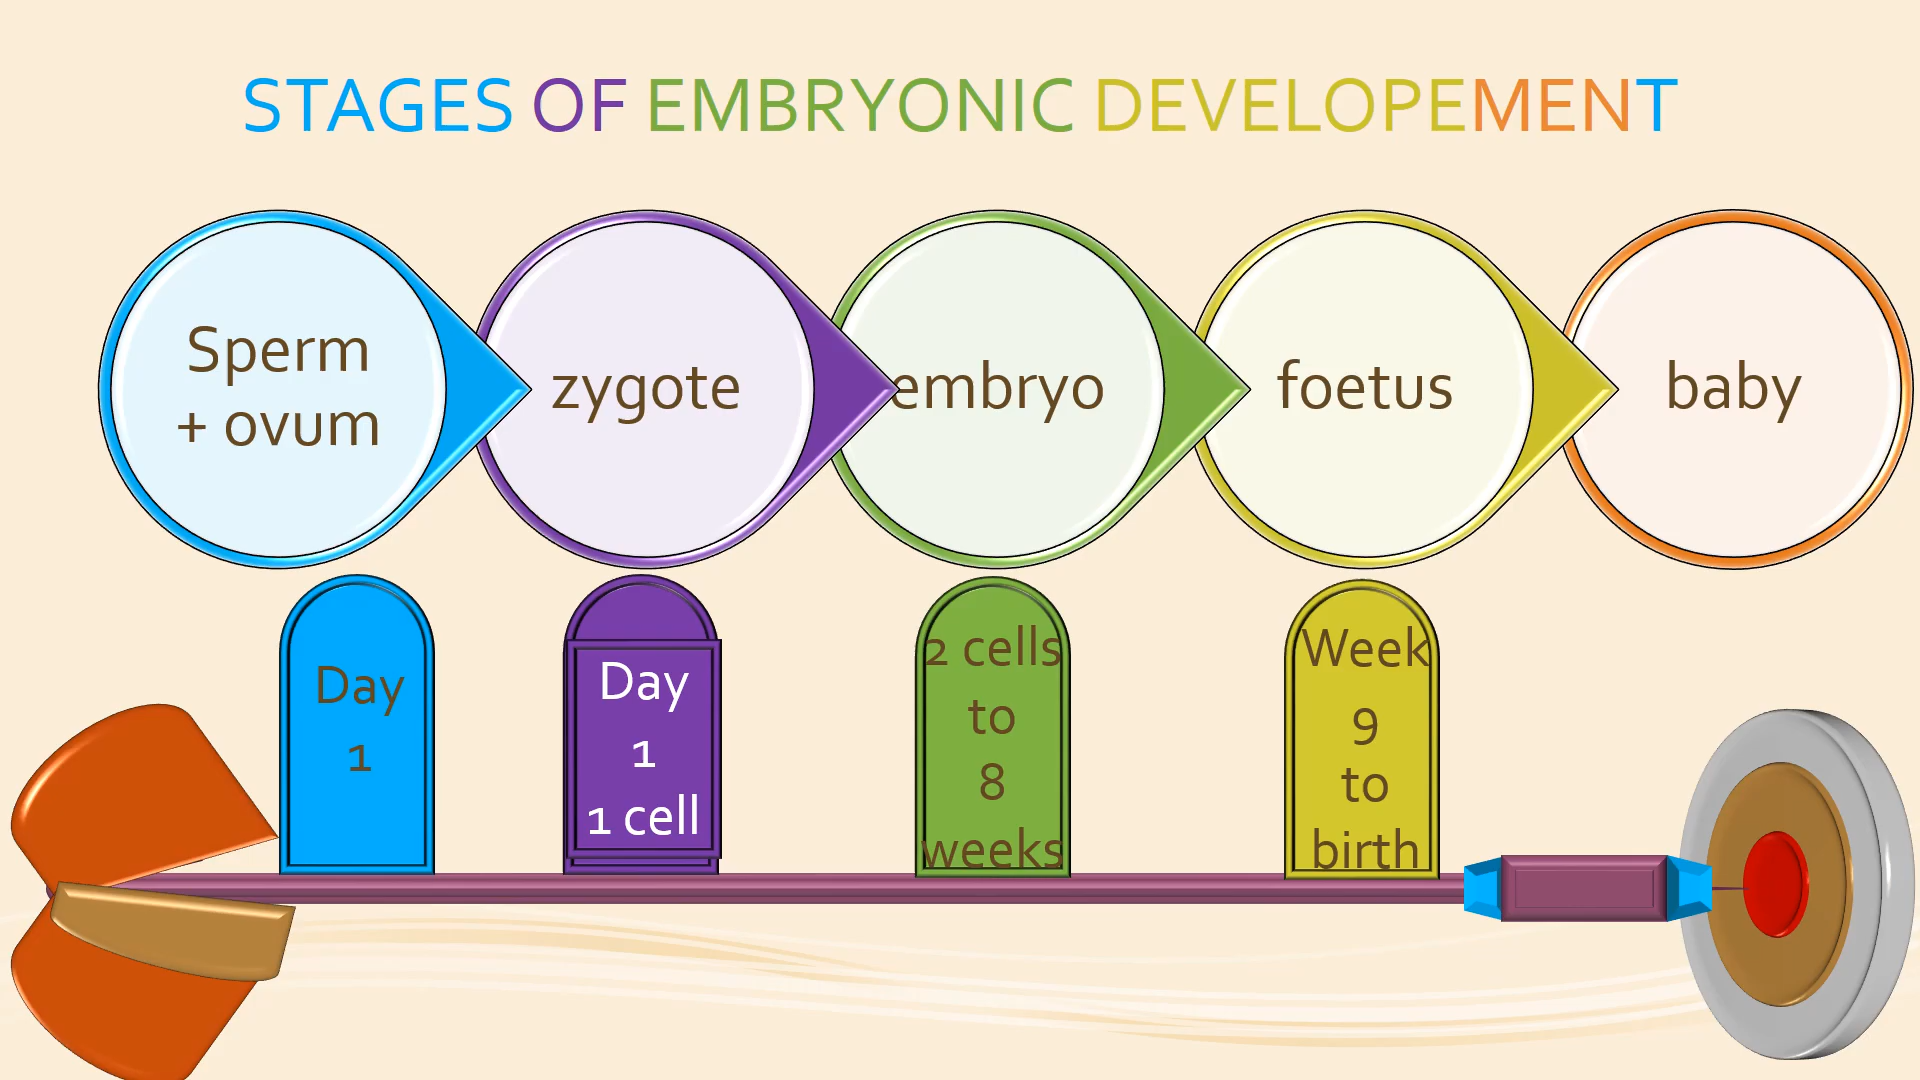 STAGES OF EMBRYONIC DEVELOPEMENT
Sperm
+ ovum
zygote
embryo
foetus
baby
Day
1
Day
1
1 cell
2 cells
to
8
weeks
Week
9
to
birth